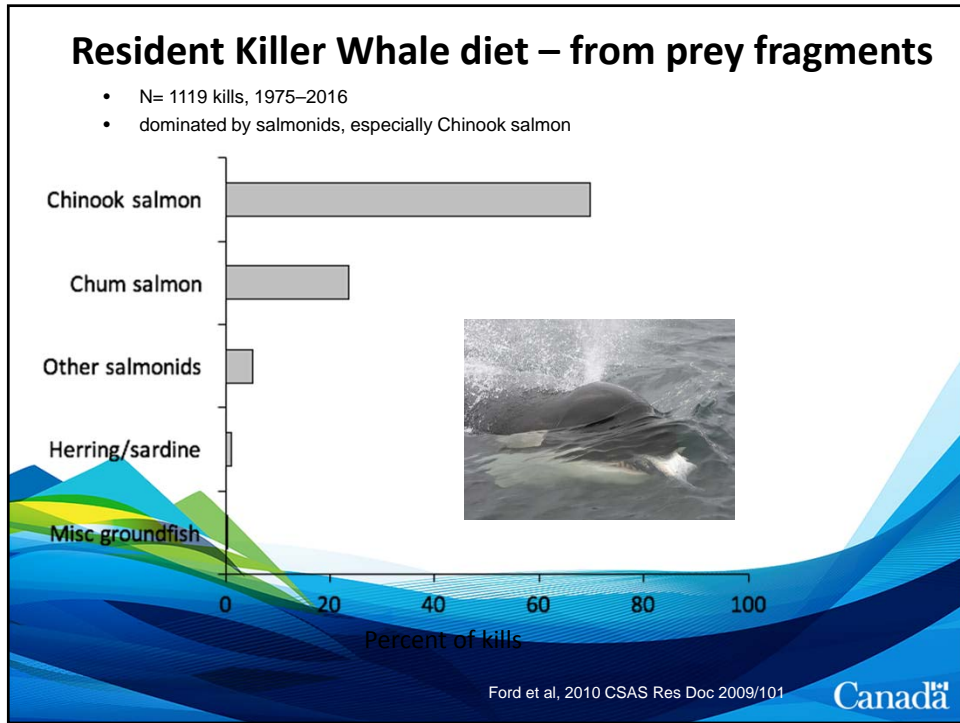 Resident Killer Whale diet – from prey fragments
• N= 1119 kills, 1975–2016
• dominated by salmonids, especially Chinook salmon
Chinook salmon
Chum salmon
Other salmonids
Herring/sardine
Misc groundfish
0 20 40 60 80 100
Percent of kills
Ford et al, 2010 CSAS Res Doc 2009/101
Canada